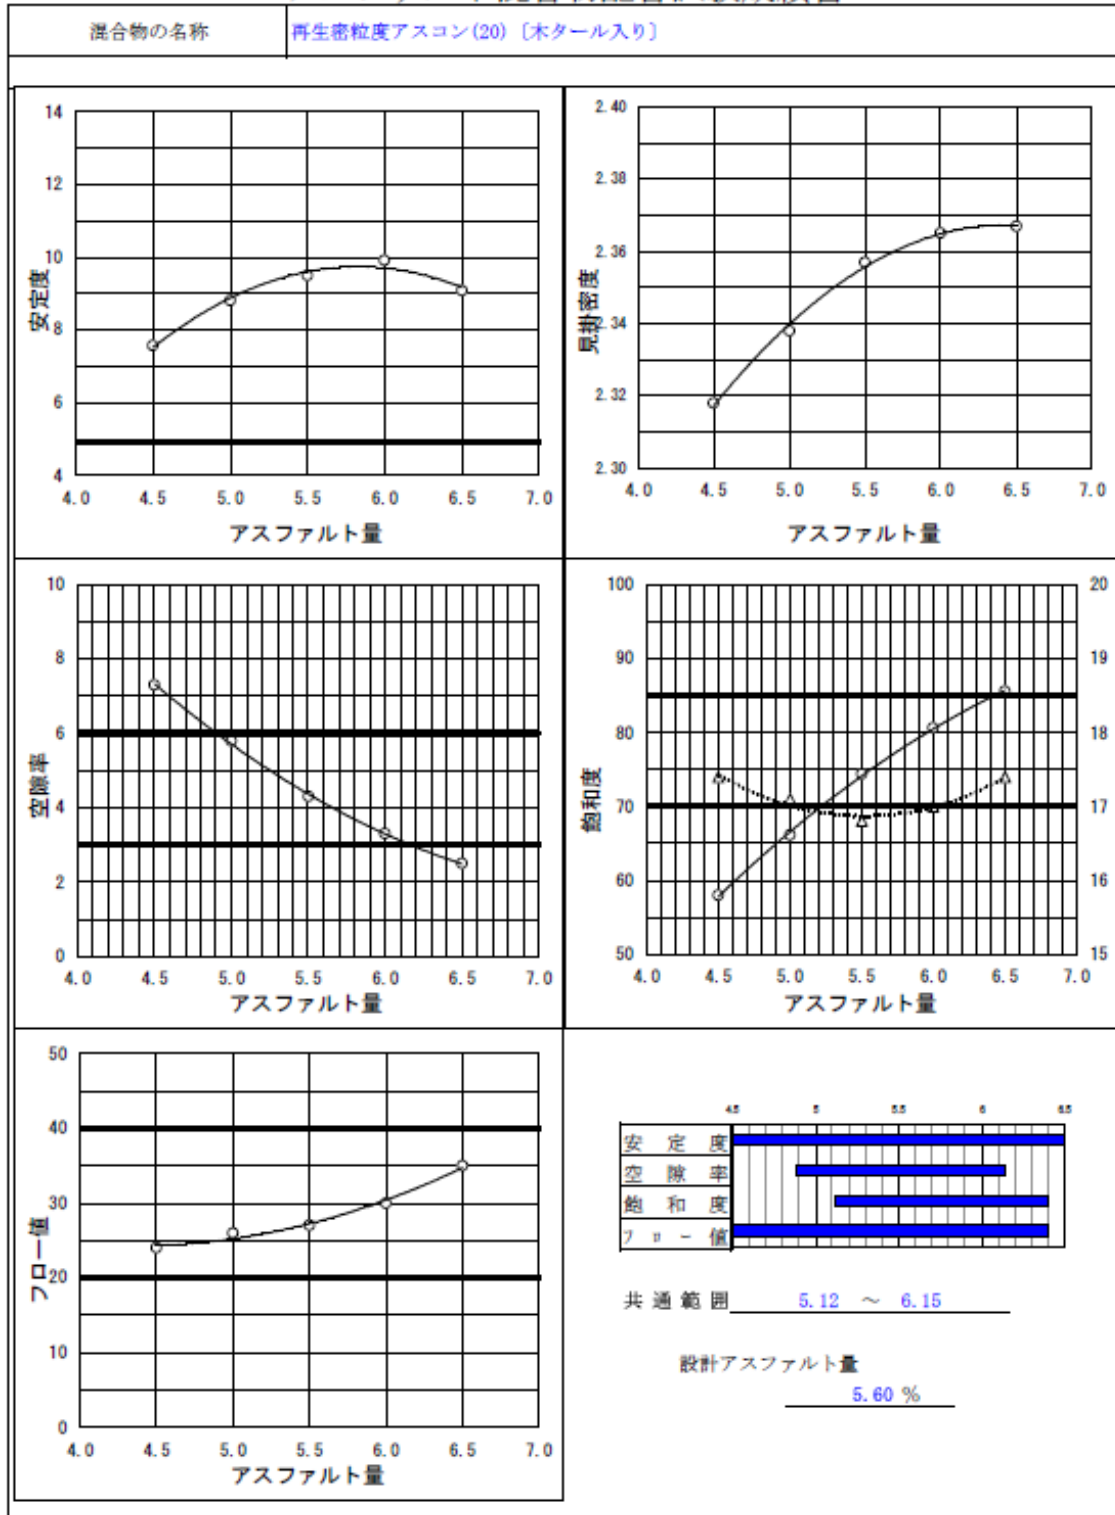 混合物の名称
再生密粒度アスコン(20)〔木タール入り〕
14
12
10
8
6
4
安定度
4.0 4.5 5.0 5.5 6.0 6.5 7.0
アスファルト量
2.40
2.38
2.36
2.34
2.32
2.30
見掛密度
4.0 4.5 5.0 5.5 6.0 6.5 7.0
アスファルト量
10
8
6
4
2
0
空隙率
4.0 4.5 5.0 5.5 6.0 6.5 7.0
アスファルト量
100 20
90 19
80 18
70 17
60 16
50 15
飽和度
4.0 4.5 5.0 5.5 6.0 6.5 7.0
アスファルト量
50
40
30
20
10
0
フロー値
4.0 4.5 5.0 5.5 6.0 6.5 7.0
アスファルト量
4.5 5 5.5 6 6.5
安定度
空隙率
飽和度
フロー値
共通範囲 5.12 ～ 6.15
設計アスファルト量
5.60 %